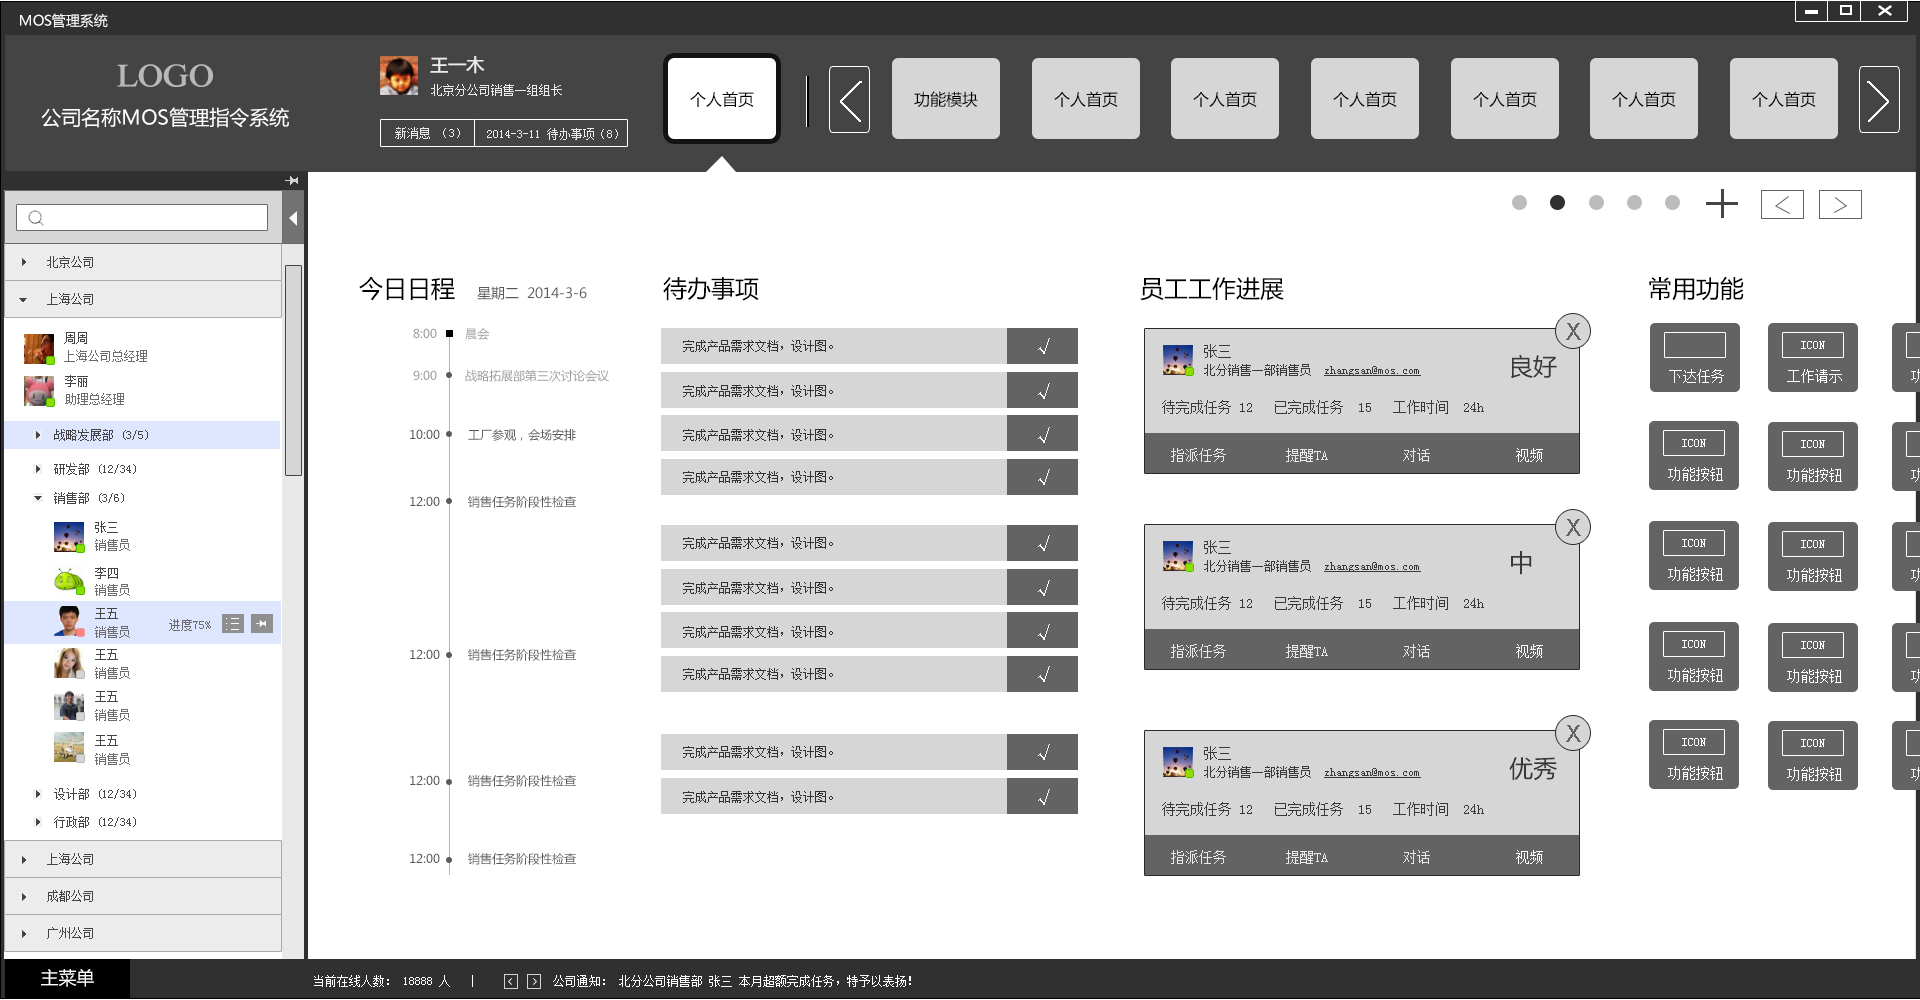 MOS管理系统
LOGO
公司名称MOS管理指令系统
王一木
北京分公司销售一组组长
新消息 （3） 2014-3-11 待办事项（8）
个人首页
功能模块
个人首页
个人首页
个人首页
个人首页
个人首页
个人首页
北京公司
上海公司
周周
上海公司总经理
李丽
助理总经理
战略发展部（3/5）
研发部（12/34）
销售部（3/6）
张三
销售员
李四
销售员
王五
销售员 进度75%
王五
销售员
王五
销售员
王五
销售员
设计部（12/34）
行政部（12/34）
上海公司
成都公司
广州公司
主菜单
今日日程 星期二 2014-3-6
8:00 晨会
9:00 战略拓展部第三次讨论会议
10:00 工厂参观，会场安排
12:00 销售任务阶段性检查
12:00 销售任务阶段性检查
12:00 销售任务阶段性检查
12:00 销售任务阶段性检查
待办事项
完成产品需求文档，设计图。 √
完成产品需求文档，设计图。 √
完成产品需求文档，设计图。 √
完成产品需求文档，设计图。 √
完成产品需求文档，设计图。 √
完成产品需求文档，设计图。 √
完成产品需求文档，设计图。 √
完成产品需求文档，设计图。 √
完成产品需求文档，设计图。 √
完成产品需求文档，设计图。 √
员工工作进展
X
张三
北分销售一部销售员 zhangsan@mos.com
良好
待完成任务 12 已完成任务 15 工作时间 24h
指派任务 提醒TA 对话 视频
X
张三
北分销售一部销售员 zhangsan@mos.com
中
待完成任务 12 已完成任务 15 工作时间 24h
指派任务 提醒TA 对话 视频
X
张三
北分销售一部销售员 zhangsan@mos.com
优秀
待完成任务 12 已完成任务 15 工作时间 24h
指派任务 提醒TA 对话 视频
常用功能
ICON
下达任务 工作请示 功
ICON ICON
功能按钮 功能按钮 功
ICON ICON
功能按钮 功能按钮 功
ICON ICON
功能按钮 功能按钮 功
ICON ICON
功能按钮 功能按钮 功
当前在线人数： 18888 人 | 公司通知： 北分公司销售部 张三 本月超额完成任务，特予以表扬！